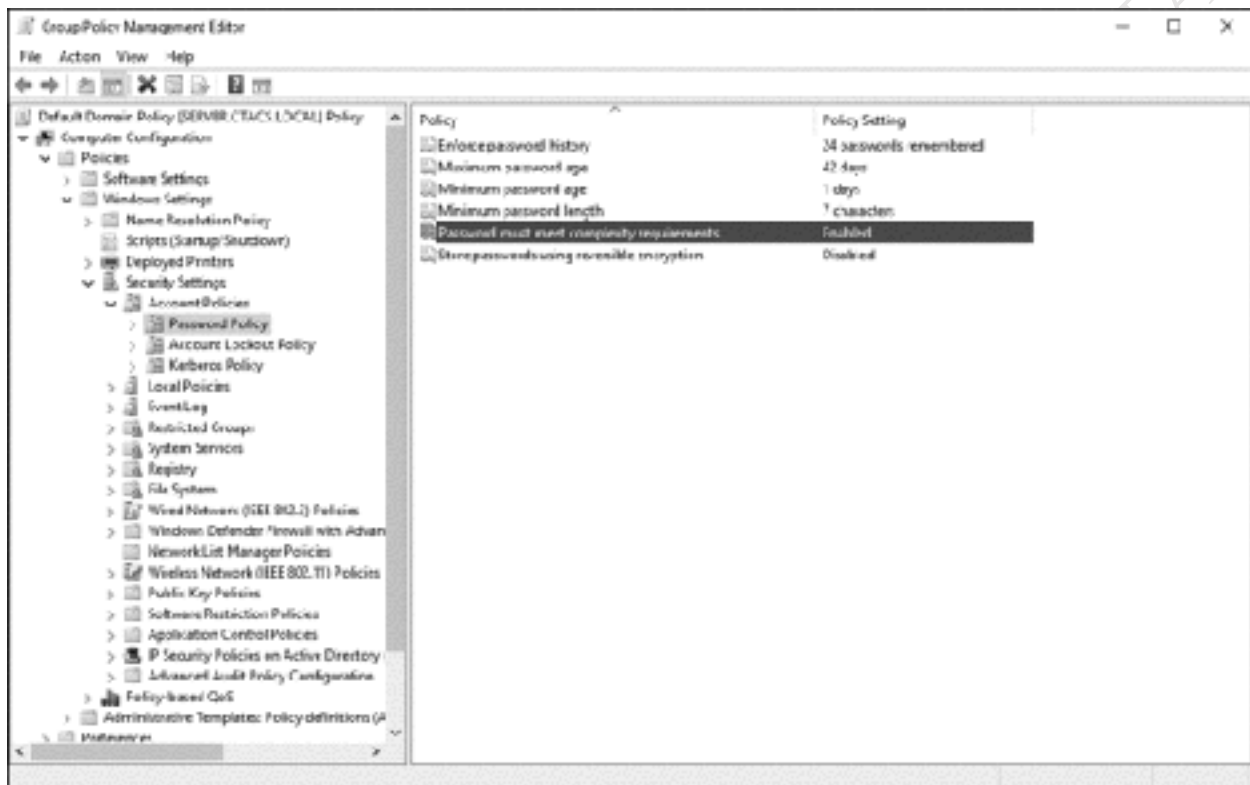 Group Policy Management Editor
File Action View Help
Default Domain Policy [SERVER.CTACS.LOCAL] Policy
Computer Configuration
Policies
Software Settings
Windows Settings
Name Resolution Policy
Scripts (Startup/Shutdown)
Deployed Printers
Security Settings
Account Policies
Password Policy
Account Lockout Policy
Kerberos Policy
Local Policies
Event Log
Restricted Groups
System Services
Registry
File System
Wired Network (IEEE 802.3) Policies
Windows Defender Firewall with Advan
Network List Manager Policies
Wireless Network (IEEE 802.11) Policies
Public Key Policies
Software Restriction Policies
Application Control Policies
IP Security Policies on Active Directory
Advanced Audit Policy Configuration
Policy-based QoS
Administrative Templates: Policy definitions (A
Preferences
Policy Policy Setting
Enforce password history 24 passwords remembered
Maximum password age 42 days
Minimum password age 1 days
Minimum password length 7 characters
Password must meet complexity requirements Enabled
Store passwords using reversible encryption Disabled